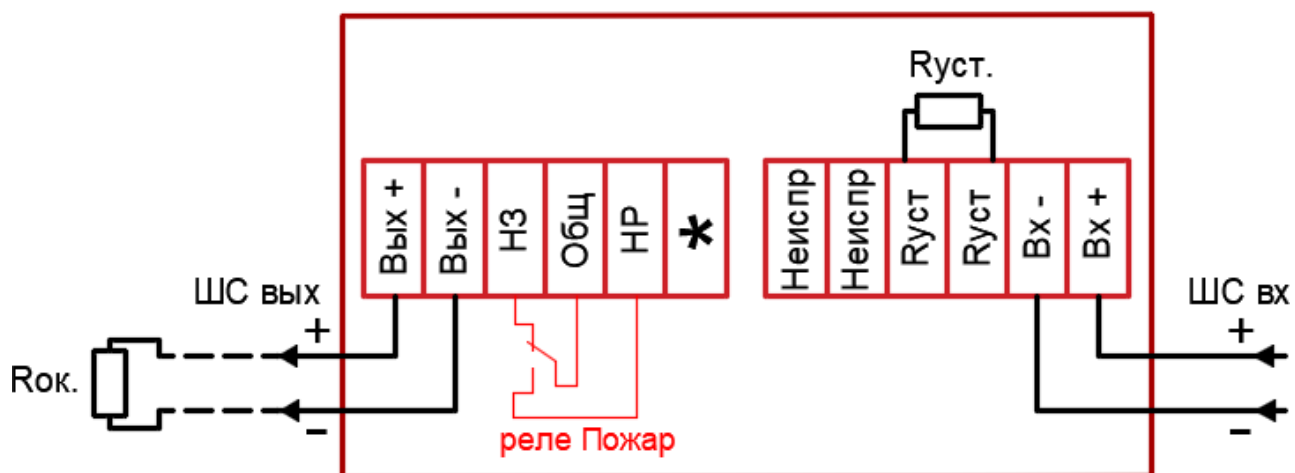 Rуст.
Вых +
Вых -
НЗ
Общ
НР
*
Неиспр
Неиспр
Rуст
Rуст
Вх -
Вх +
ШС вых
+
-
Rок.
ШС вх
+
-
реле Пожар